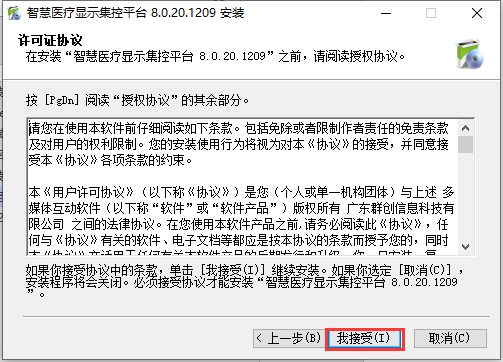 智慧医疗显示集控平台 8.0.20.1209 安装
许可证协议
在安装“智慧医疗显示集控平台 8.0.20.1209”之前，请阅读授权协议。
按 [PgDn] 阅读“授权协议”的其余部分。
请您在使用本软件前仔细阅读如下条款。包括免除或者限制作者责任的免责条款
及对用户的权利限制。您的安装使用行为将视为对本《协议》的接受，并同意接
受本《协议》各项条款的约束。
本《用户许可协议》（以下称《协议》）是您（个人或单一机构团体）与上述 多
媒体互动软件（以下称“软件”或“软件产品”）版权所有 广东群创信息科技有
限公司 之间的法律协议。在您使用本软件产品之前,请务必阅读此《协议》，任
何与《协议》有关的软件、电子文档等都应是按本协议的条款而授予您的，同时
如果你接受协议中的条款，单击 [我接受(I)] 继续安装。如果你选定 [取消(C)] ，
安装程序将会关闭。必须接受协议才能安装“智慧医疗显示集控平台 8.0.20.1209
”。
< 上一步(B)
我接受(I)
取消(C)